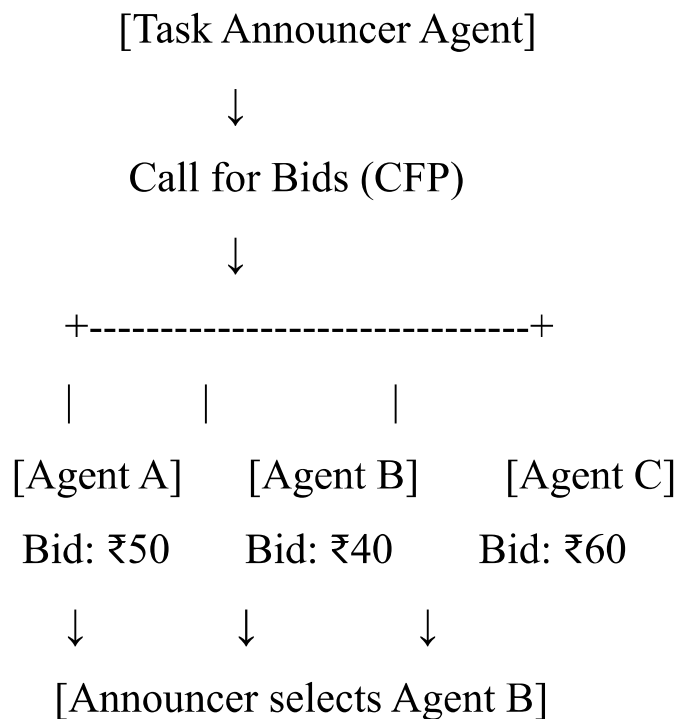 [Task Announcer Agent]
↓
Call for Bids (CFP)
↓
+-------------------------------+
| | |
[Agent A] [Agent B] [Agent C]
Bid: ₹50 Bid: ₹40 Bid: ₹60
↓ ↓ ↓
[Announcer selects Agent B]